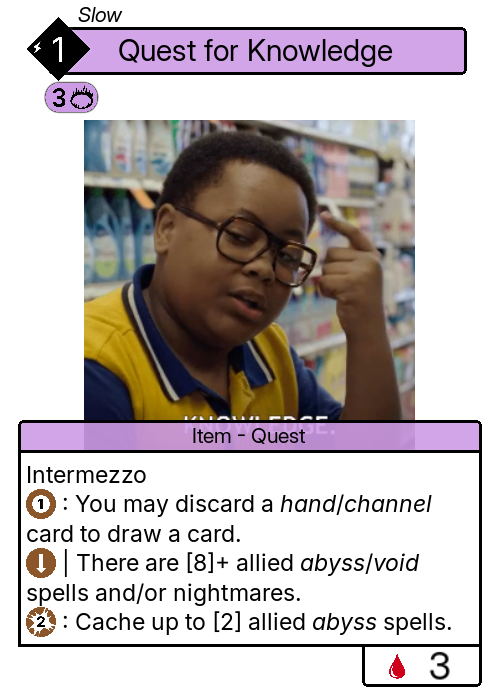 Slow
1
Quest for Knowledge
3
KNOWLEDGE.
Item - Quest
Intermezzo
1 : You may discard a hand/channel
card to draw a card.
↓ | There are [8]+ allied abyss/void
spells and/or nightmares.
2 : Cache up to [2] allied abyss spells.
3